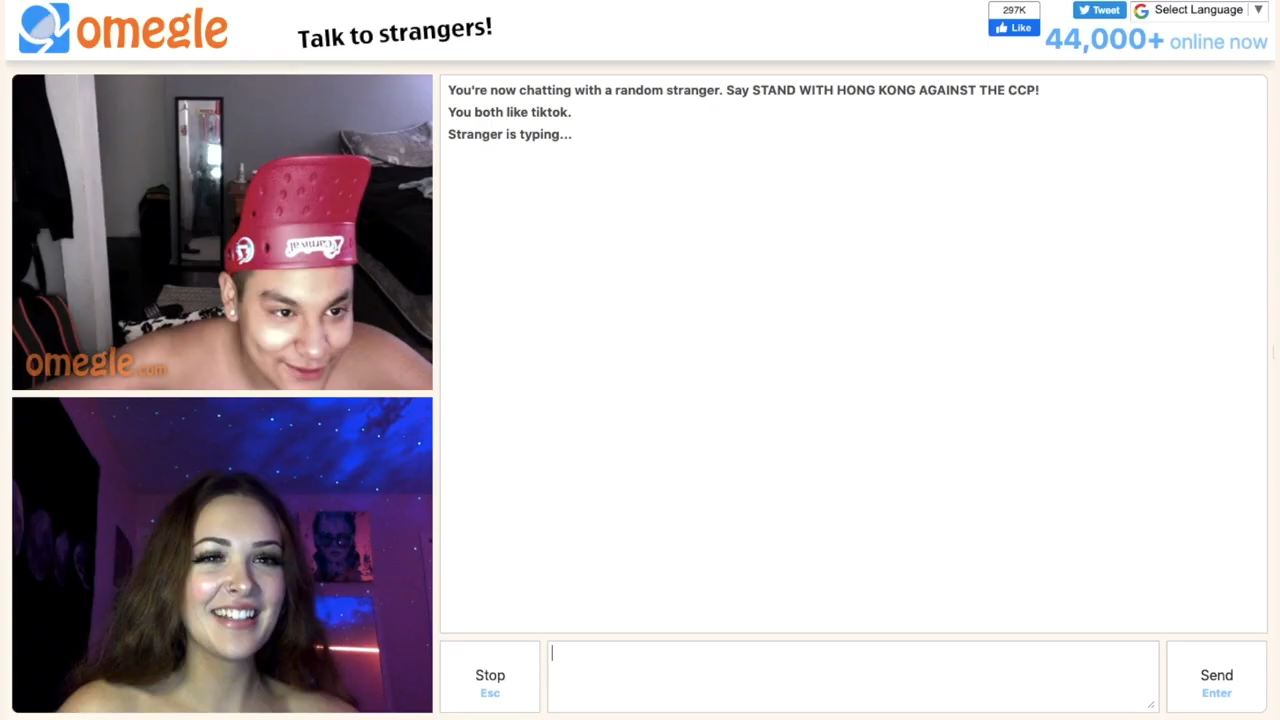 omegle
Talk to strangers!
297K
Like
Tweet
Select Language ▼
44,000+ online now
You're now chatting with a random stranger. Say STAND WITH HONG KONG AGAINST THE CCP!
You both like tiktok.
Stranger is typing...
Carnival
omegle.com
Stop
Esc
Send
Enter